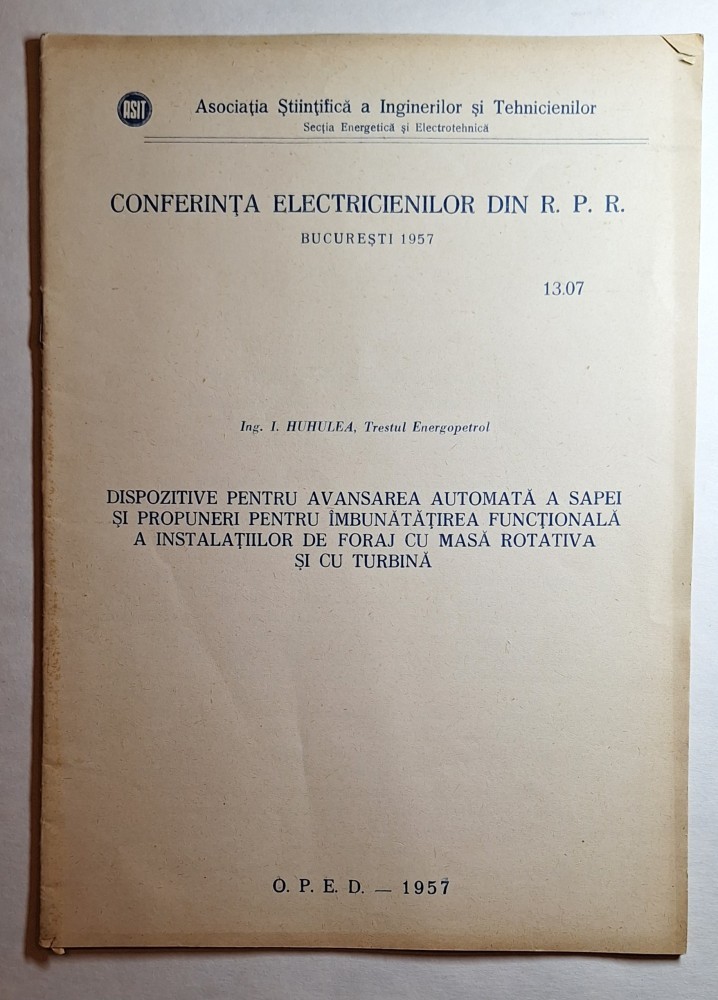 ASIT
Asociația Științifică a Inginerilor și Tehnicienilor
Secția Energetică și Electrotehnică
CONFERINȚA ELECTRICIENILOR DIN R. P. R.
BUCUREȘTI 1957
13.07
Ing. I. HUHULEA, Trestul Energopetrol
DISPOZITIVE PENTRU AVANSAREA AUTOMATĂ A SAPEI
ȘI PROPUNERI PENTRU ÎMBUNĂTĂȚIREA FUNCȚIONALĂ
A INSTALAȚIILOR DE FORAJ CU MASĂ ROTATIVA
ȘI CU TURBINĂ
O. P. E. D. — 1957